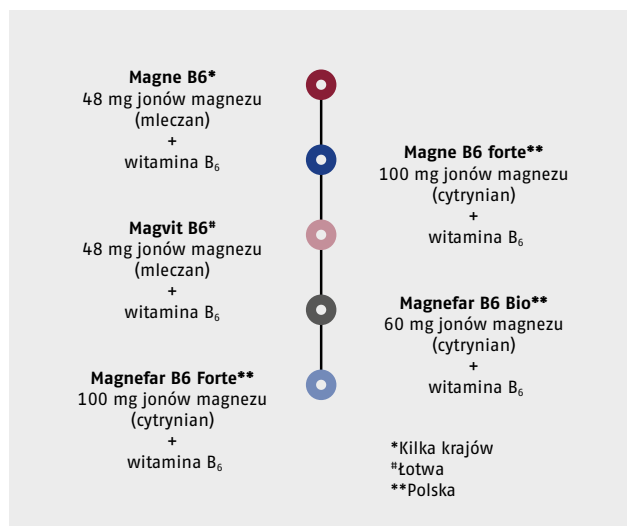 Magne B6*
48 mg jonów magnezu
(mleczan)
+
witamina B₆
Magne B6 forte**
100 mg jonów magnezu
(cytrynian)
+
witamina B₆
Magvit B6#
48 mg jonów magnezu
(mleczan)
+
witamina B₆
Magnefar B6 Bio**
60 mg jonów magnezu
(cytrynian)
+
witamina B₆
Magnefar B6 Forte**
100 mg jonów magnezu
(cytrynian)
+
witamina B₆
*Kilka krajów
#Łotwa
**Polska